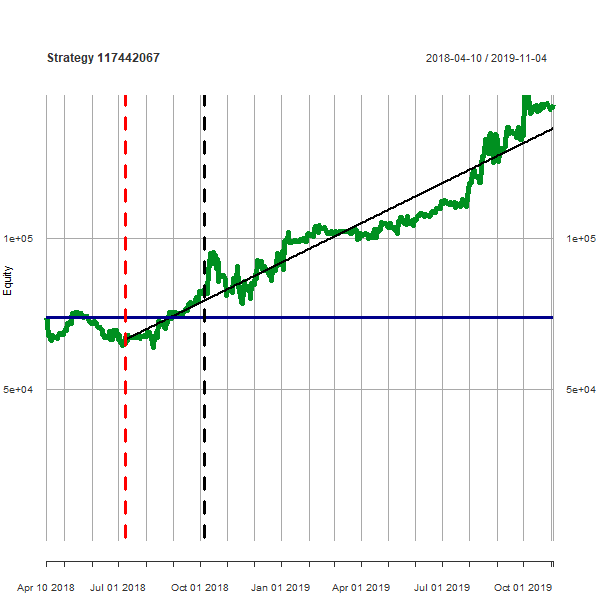 Strategy 117442067
2018-04-10 / 2019-11-04
1e+05
1e+05
Equity
5e+04
5e+04
Apr 10 2018
Jul 01 2018
Oct 01 2018
Jan 01 2019
Apr 01 2019
Jul 01 2019
Oct 01 2019